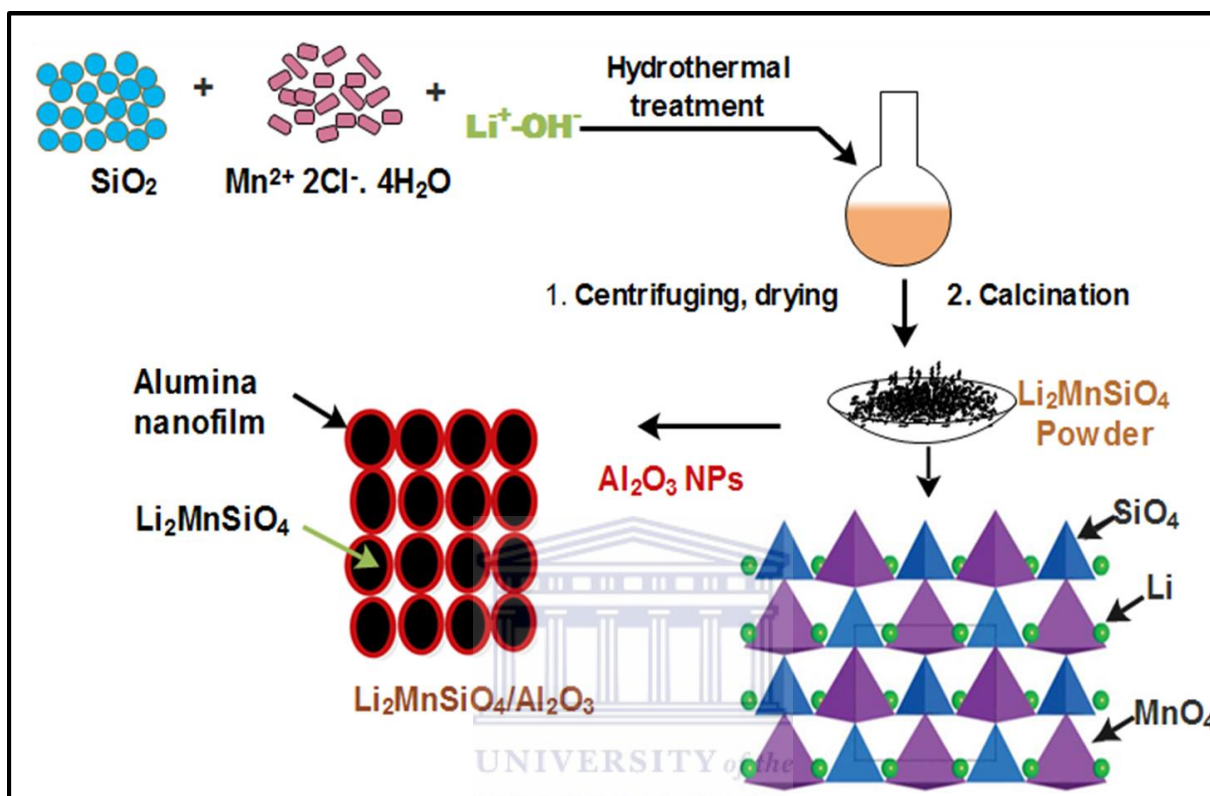 +
+
Hydrothermal
treatment
Li⁺-OH⁻
SiO₂
Mn²⁺ 2Cl⁻. 4H₂O
1. Centrifuging, drying
2. Calcination
Alumina
nanofilm
Li₂MnSiO₄
Powder
Al₂O₃ NPs
Li₂MnSiO₄
SiO₄
Li
Li₂MnSiO₄/Al₂O₃
MnO₄
UNIVERSITY of the